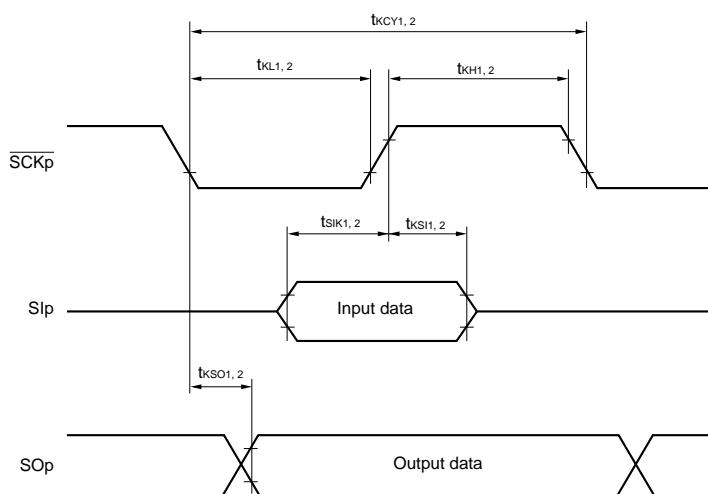 tKCY1, 2
tKL1, 2
tKH1, 2
SCKp
tSIK1, 2
tKSI1, 2
SIp
Input data
tKSO1, 2
SOp
Output data